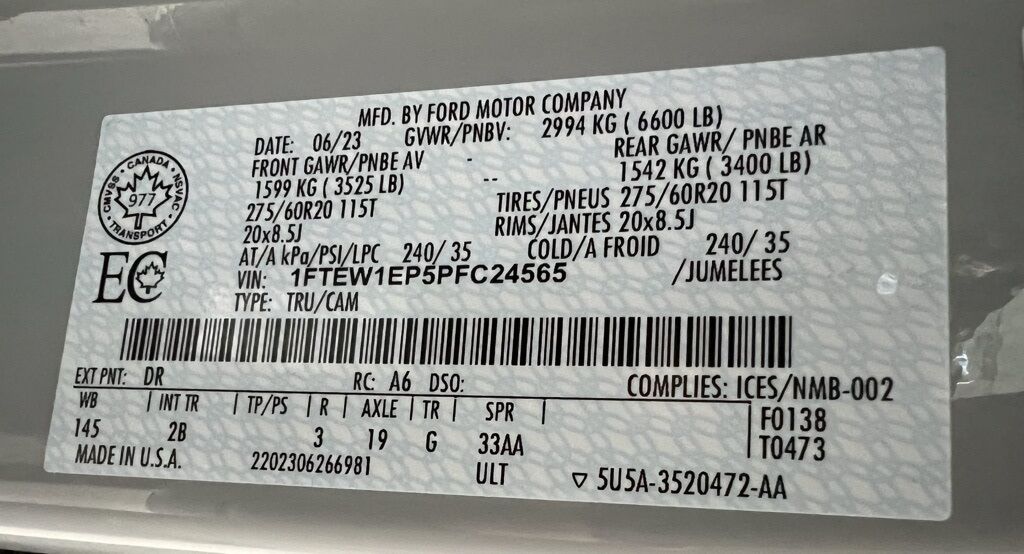 MFD. BY FORD MOTOR COMPANY
DATE: 06/23 GVWR/PNBV: 2994 KG ( 6600 LB)
FRONT GAWR/PNBE AV - REAR GAWR/ PNBE AR
1599 KG ( 3525 LB) -- 1542 KG ( 3400 LB)
275/60R20 115T TIRES/PNEUS 275/60R20 115T
20x8.5J RIMS/JANTES 20x8.5J
AT/A kPa/PSI/LPC 240/ 35 COLD/A FROID 240/ 35
VIN: 1FTEW1EP5PFC24565 /JUMELEES
TYPE: TRU/CAM
CANADA
CMVSS NSVAC
977
TRANSPORT
EC
EXT PNT: DR RC: A6 DSO: COMPLIES: ICES/NMB-002
WB | INT TR | TP/PS | R | AXLE | TR | SPR | F0138
145 2B 3 19 G 33AA T0473
MADE IN U.S.A. 2202306266981 ULT ▽ 5U5A-3520472-AA